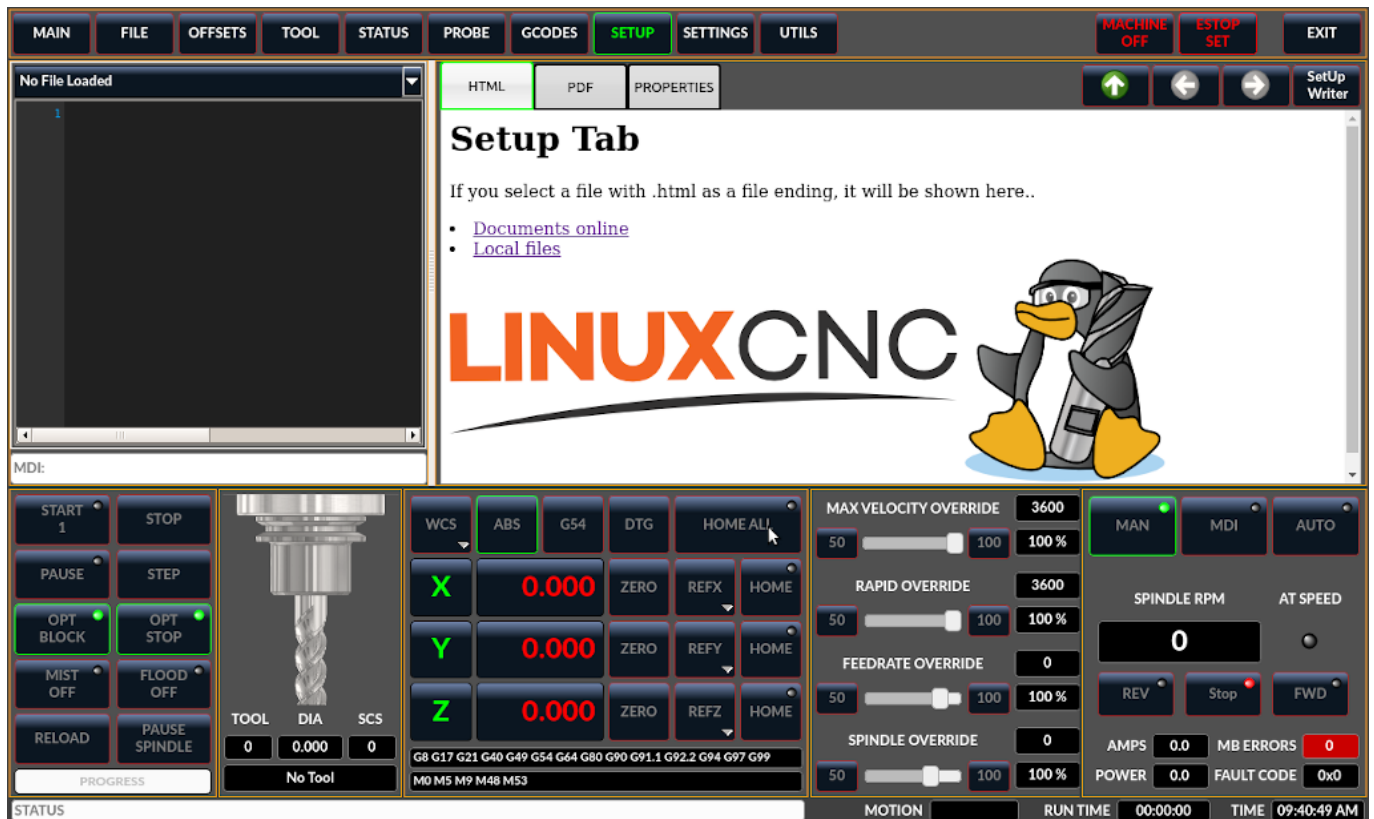 MAIN FILE OFFSETS TOOL STATUS PROBE GCODES SETUP SETTINGS UTILS MACHINE OFF ESTOP SET EXIT
No File Loaded
1
MDI:
HTML PDF PROPERTIES SetUp Writer
Setup Tab
If you select a file with .html as a file ending, it will be shown here..
• Documents online
• Local files
LINUXCNC
START 1 STOP
PAUSE STEP
OPT BLOCK OPT STOP
MIST OFF FLOOD OFF
RELOAD PAUSE SPINDLE
PROGRESS
TOOL DIA SCS
0 0.000 0
No Tool
WCS ABS G54 DTG HOME ALL
X 0.000 ZERO REFX HOME
Y 0.000 ZERO REFY HOME
Z 0.000 ZERO REFZ HOME
G8 G17 G21 G40 G49 G54 G64 G80 G90 G91.1 G92.2 G94 G97 G99
M0 M5 M9 M48 M53
MAX VELOCITY OVERRIDE 3600
50 100 100 %
RAPID OVERRIDE 3600
50 100 100 %
FEEDRATE OVERRIDE 0
50 100 100 %
SPINDLE OVERRIDE 0
50 100 100 %
MAN MDI AUTO
SPINDLE RPM AT SPEED
0
REV Stop FWD
AMPS 0.0 MB ERRORS 0
POWER 0.0 FAULT CODE 0x0
STATUS MOTION RUN TIME 00:00:00 TIME 09:40:49 AM